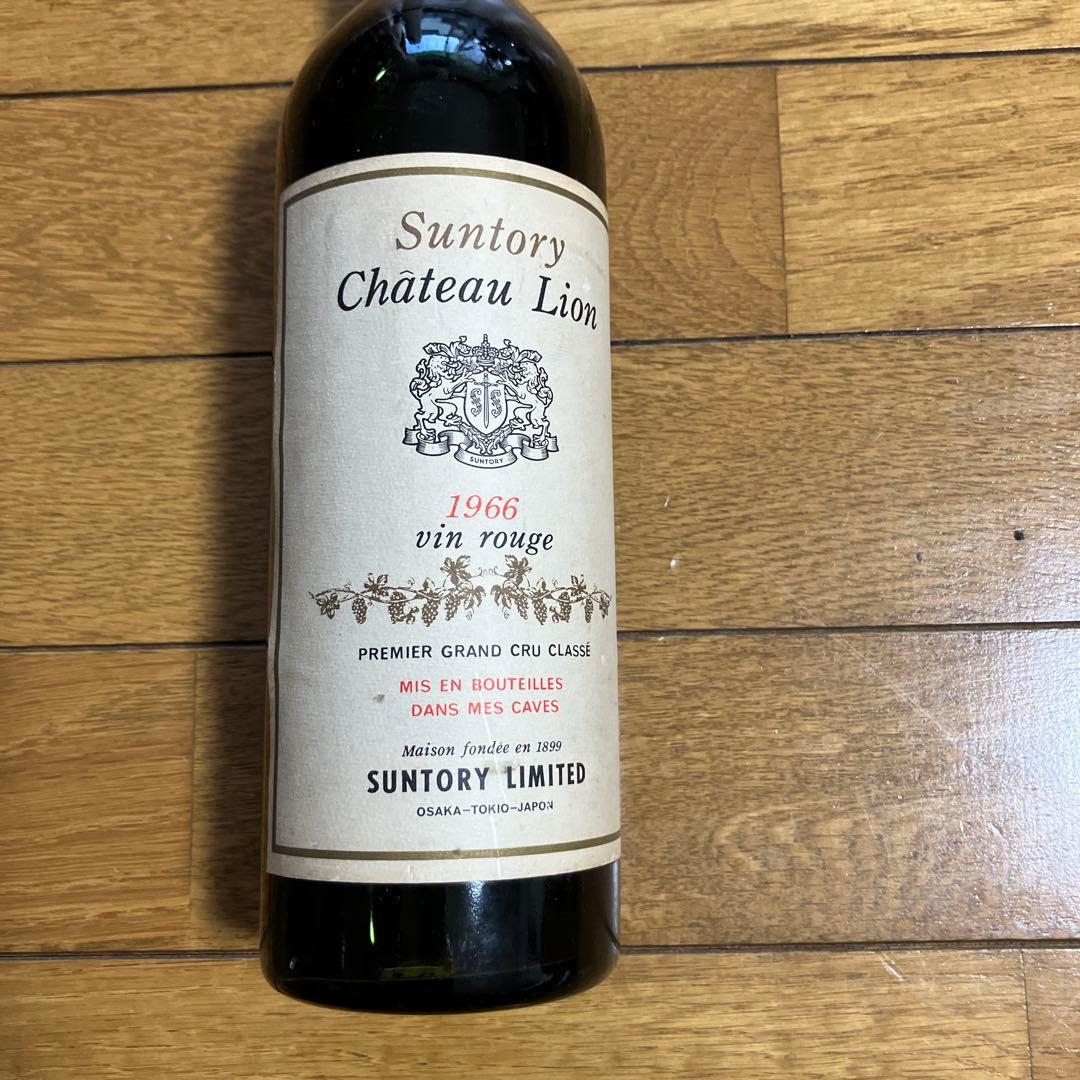 Suntory
Château Lion
SUNTORY
1966
vin rouge
PREMIER GRAND CRU CLASSÉ
MIS EN BOUTEILLES
DANS MES CAVES
Maison fondée en 1899
SUNTORY LIMITED
OSAKA–TOKIO–JAPON